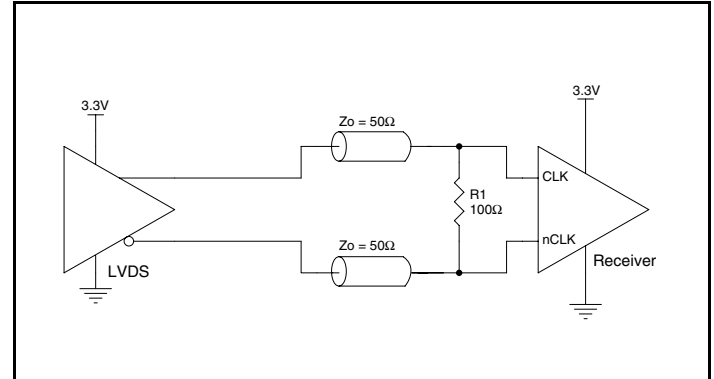 3.3V
3.3V
Zo = 50Ω
CLK
R1
100Ω
nCLK
Zo = 50Ω
Receiver
LVDS